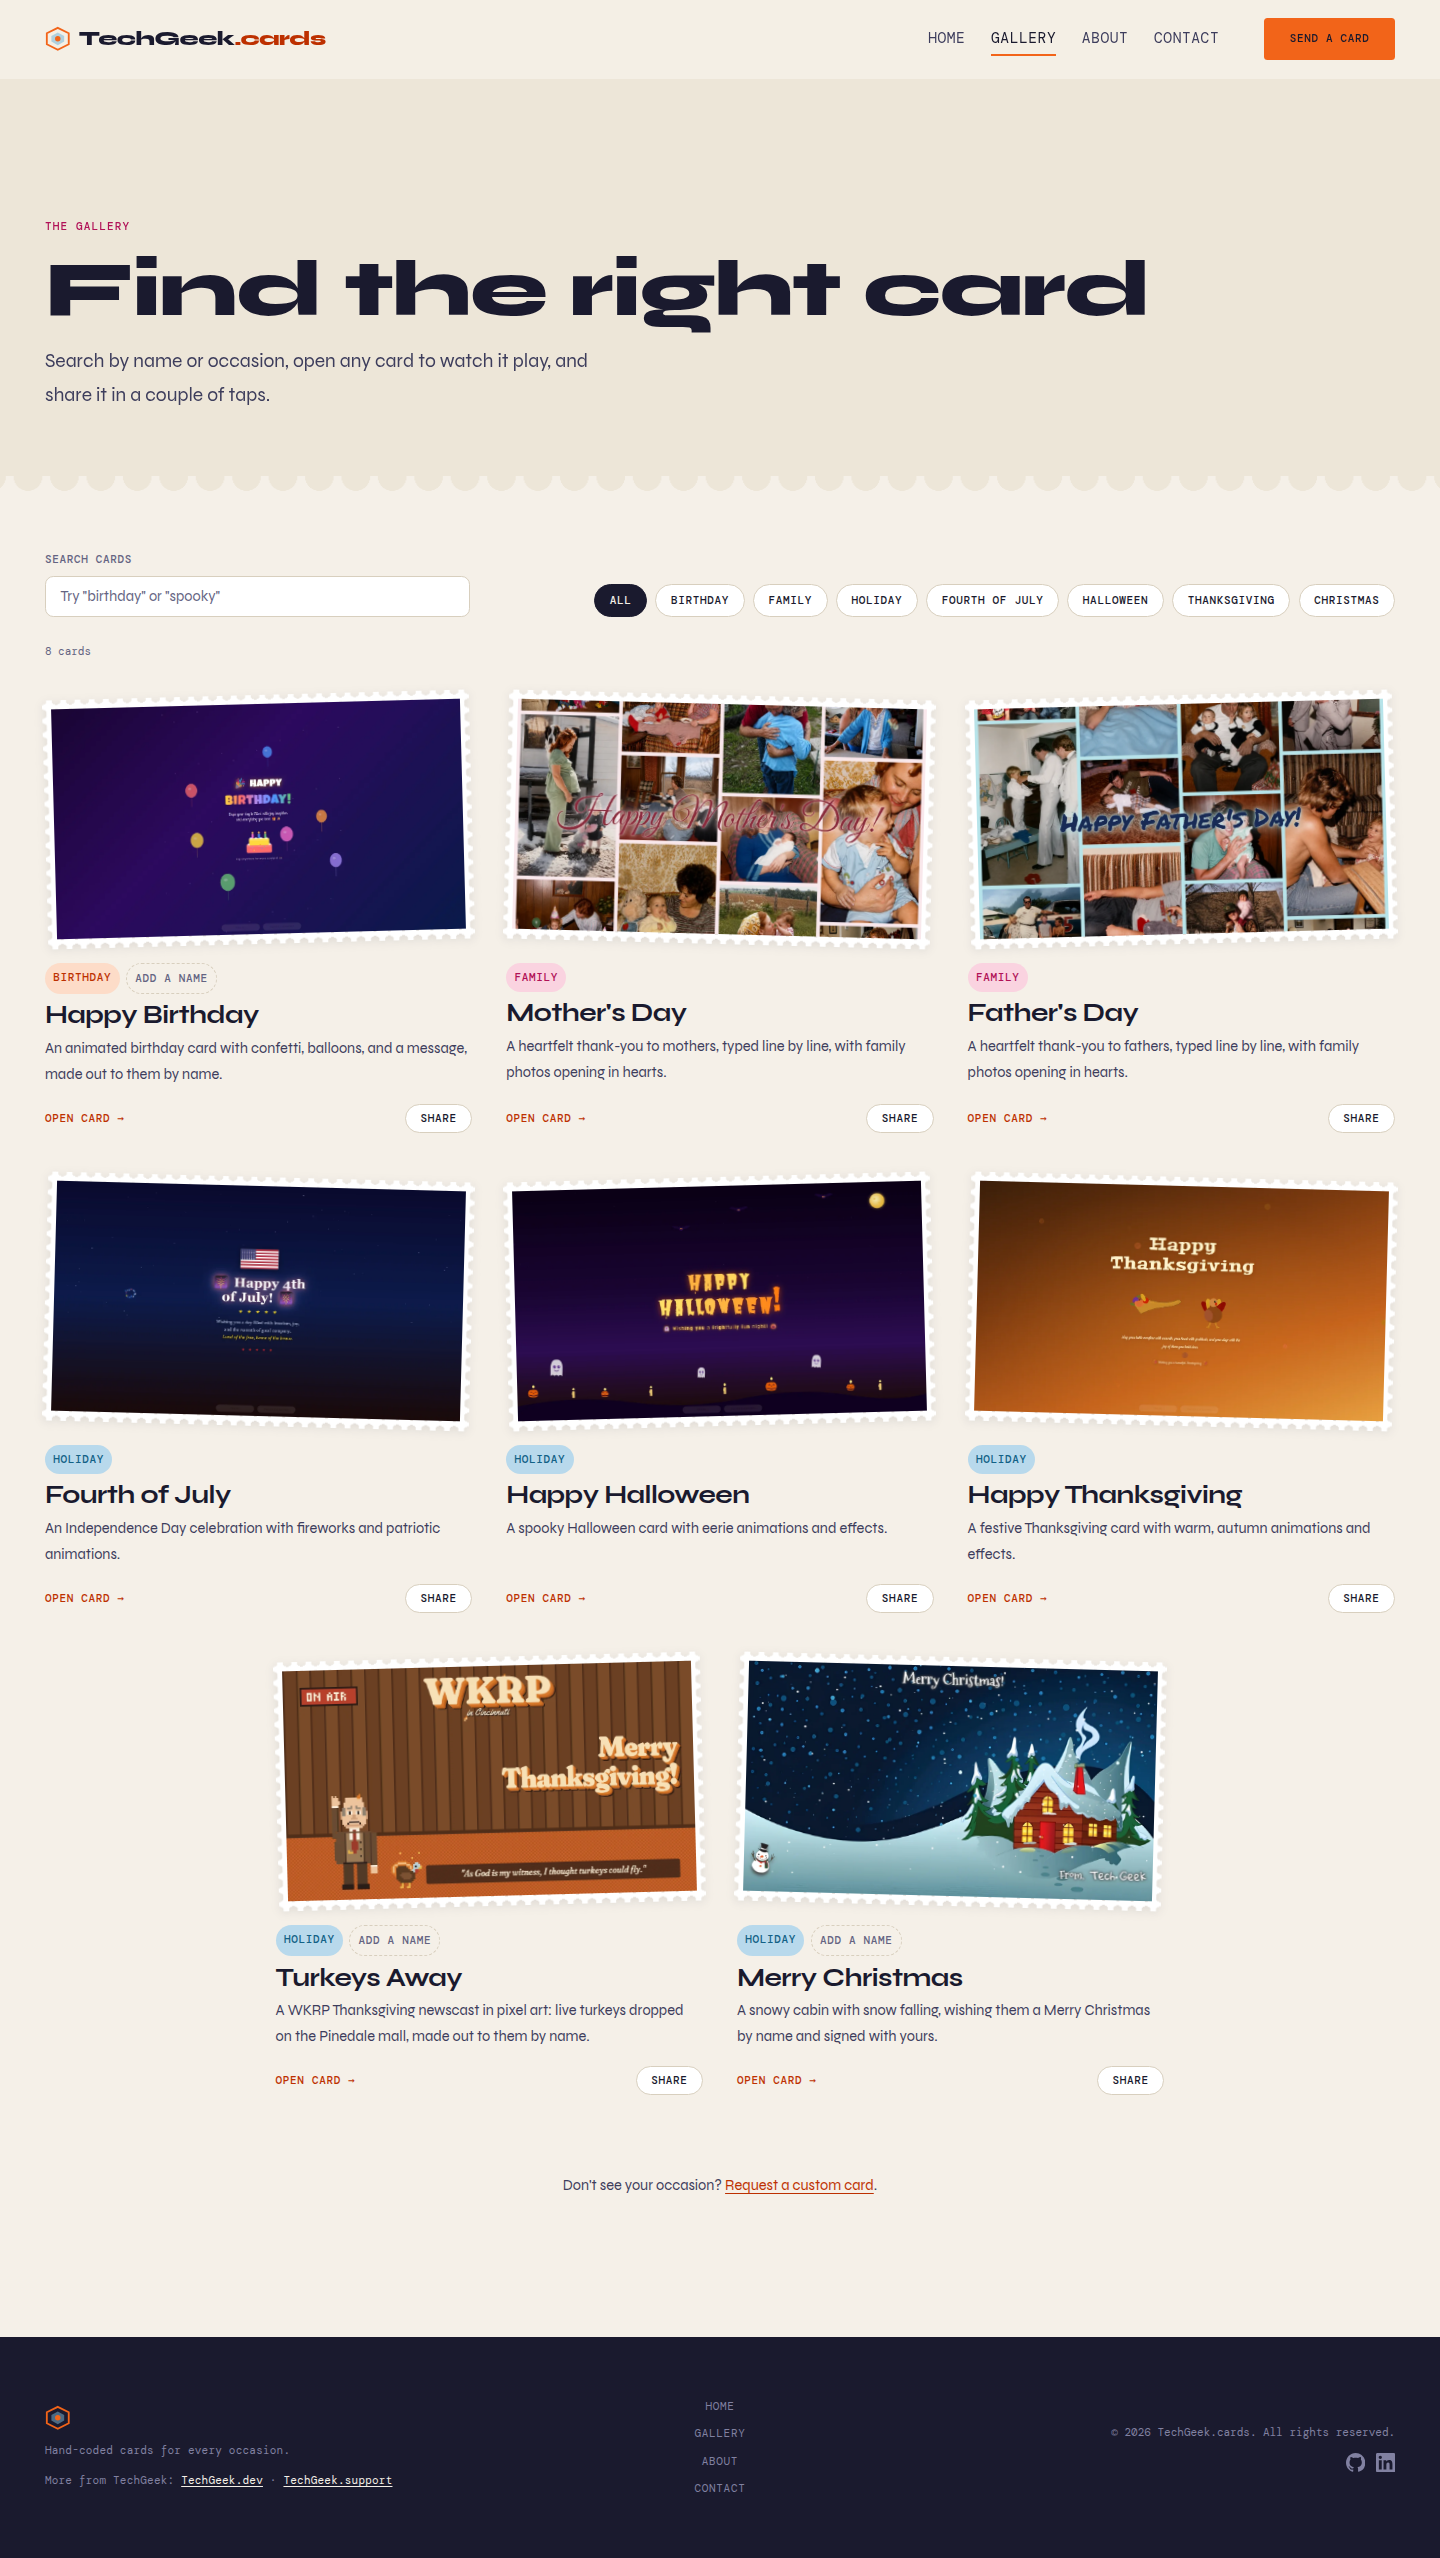 TechGeek.cards
HOME GALLERY ABOUT CONTACT SEND A CARD
THE GALLERY
Find the right card
Search by name or occasion, open any card to watch it play, and
share it in a couple of taps.
SEARCH CARDS
Try "birthday" or "spooky"
ALL BIRTHDAY FAMILY HOLIDAY FOURTH OF JULY HALLOWEEN THANKSGIVING CHRISTMAS
8 cards
HAPPY
BIRTHDAY!
Happy Mother's Day!
HAPPY FATHER'S DAY!
BIRTHDAY ADD A NAME
Happy Birthday
An animated birthday card with confetti, balloons, and a message,
made out to them by name.
OPEN CARD → SHARE
FAMILY
Mother's Day
A heartfelt thank-you to mothers, typed line by line, with family
photos opening in hearts.
OPEN CARD → SHARE
FAMILY
Father's Day
A heartfelt thank-you to fathers, typed line by line, with family
photos opening in hearts.
OPEN CARD → SHARE
Happy 4th
of July!
HAPPY
HALLOWEEN!
Happy
Thanksgiving
HOLIDAY
Fourth of July
An Independence Day celebration with fireworks and patriotic
animations.
OPEN CARD → SHARE
HOLIDAY
Happy Halloween
A spooky Halloween card with eerie animations and effects.
OPEN CARD → SHARE
HOLIDAY
Happy Thanksgiving
A festive Thanksgiving card with warm, autumn animations and
effects.
OPEN CARD → SHARE
ON AIR
WKRP
in Cincinnati
Merry
Thanksgiving!
"As God is my witness, I thought turkeys could fly."
Merry Christmas!
From TechGeek
HOLIDAY ADD A NAME
Turkeys Away
A WKRP Thanksgiving newscast in pixel art: live turkeys dropped
on the Pinedale mall, made out to them by name.
OPEN CARD → SHARE
HOLIDAY ADD A NAME
Merry Christmas
A snowy cabin with snow falling, wishing them a Merry Christmas
by name and signed with yours.
OPEN CARD → SHARE
Don't see your occasion? Request a custom card.
Hand-coded cards for every occasion.
More from TechGeek: TechGeek.dev · TechGeek.support
HOME
GALLERY
ABOUT
CONTACT
© 2026 TechGeek.cards. All rights reserved.